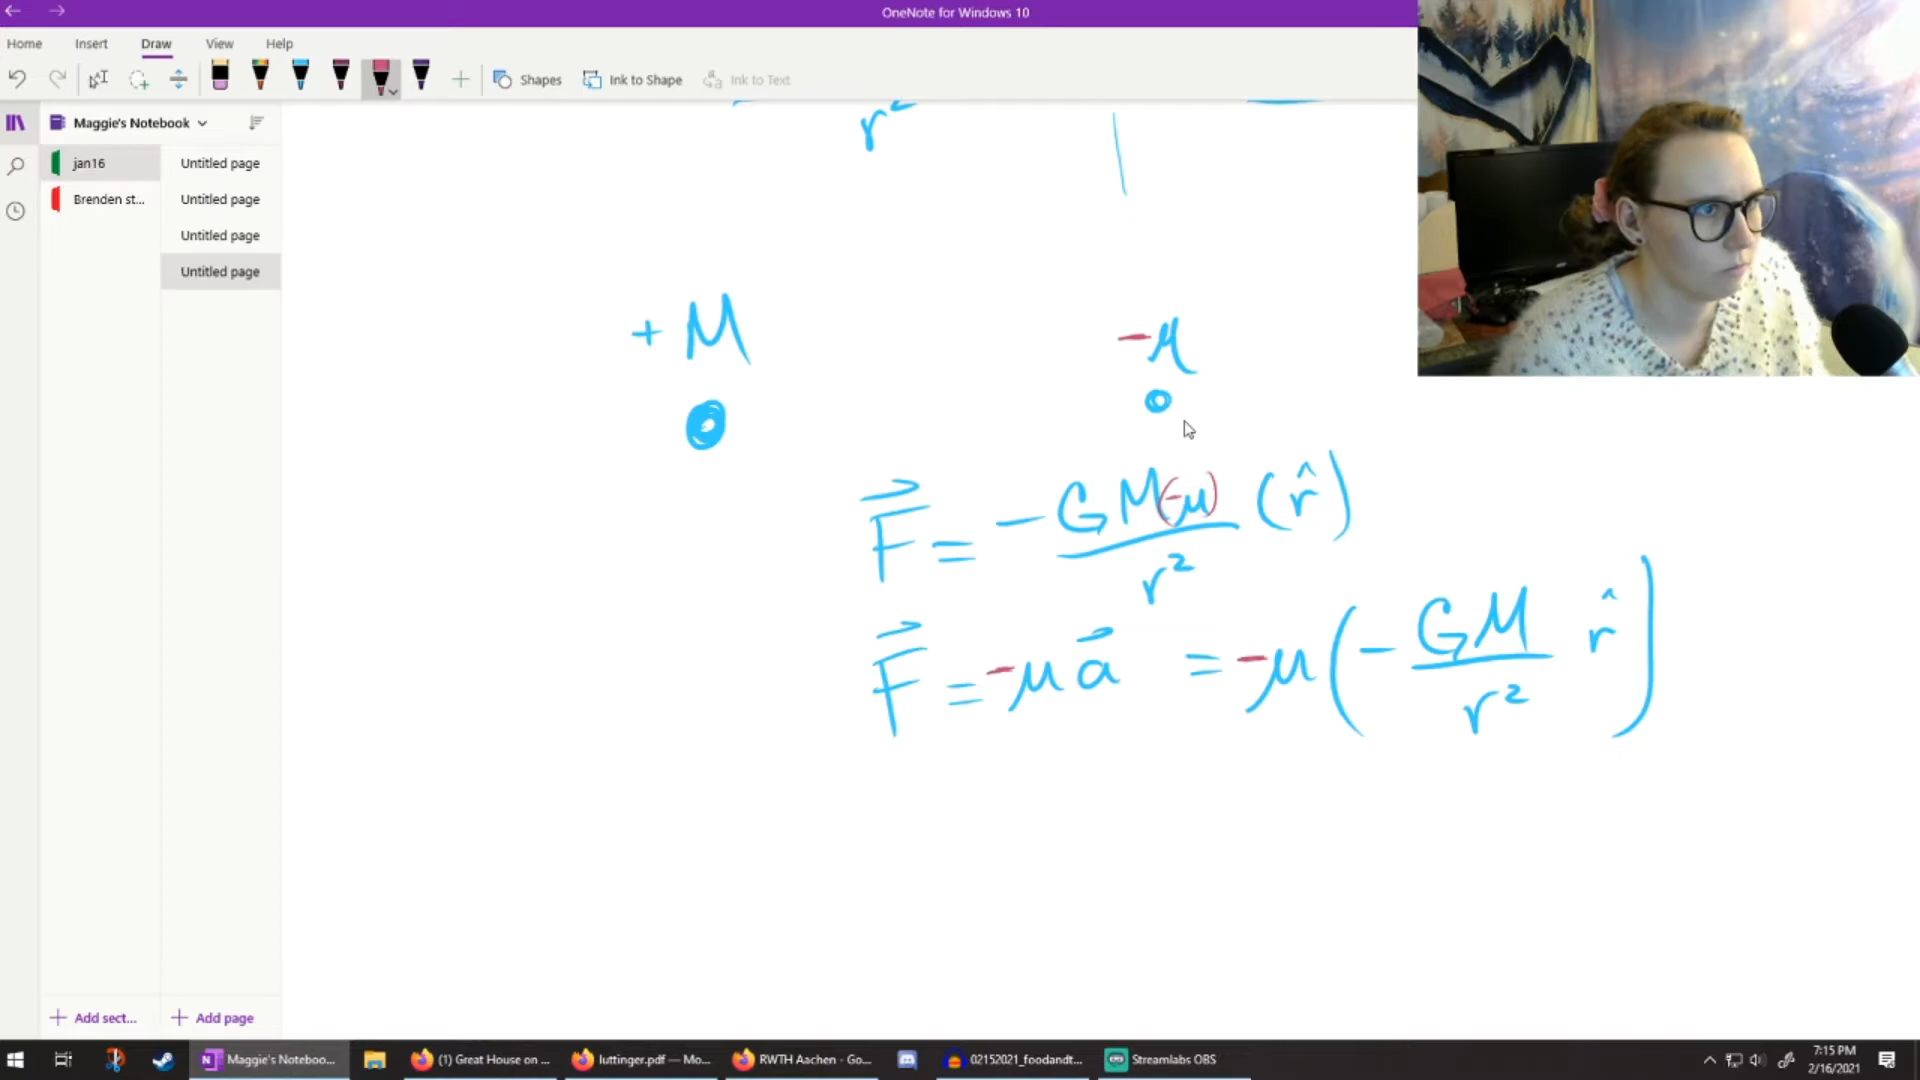 OneNote for Windows 10
Home Insert Draw View Help
Shapes Ink to Shape Ink to Text
Maggie's Notebook
jan16
Brenden st...
Untitled page
Untitled page
Untitled page
Untitled page
r²
+ M
-μ
F⃗ = - GM(-μ) / r² (r̂)
F⃗ = -μ a⃗ = -μ ( - GM / r² r̂ )
Add sect...
Add page
Maggie's Noteboo...
(1) Great House on ...
luttinger.pdf — Mo...
RWTH Aachen - Go...
02152021_foodandt...
Streamlabs OBS
7:15 PM
2/16/2021